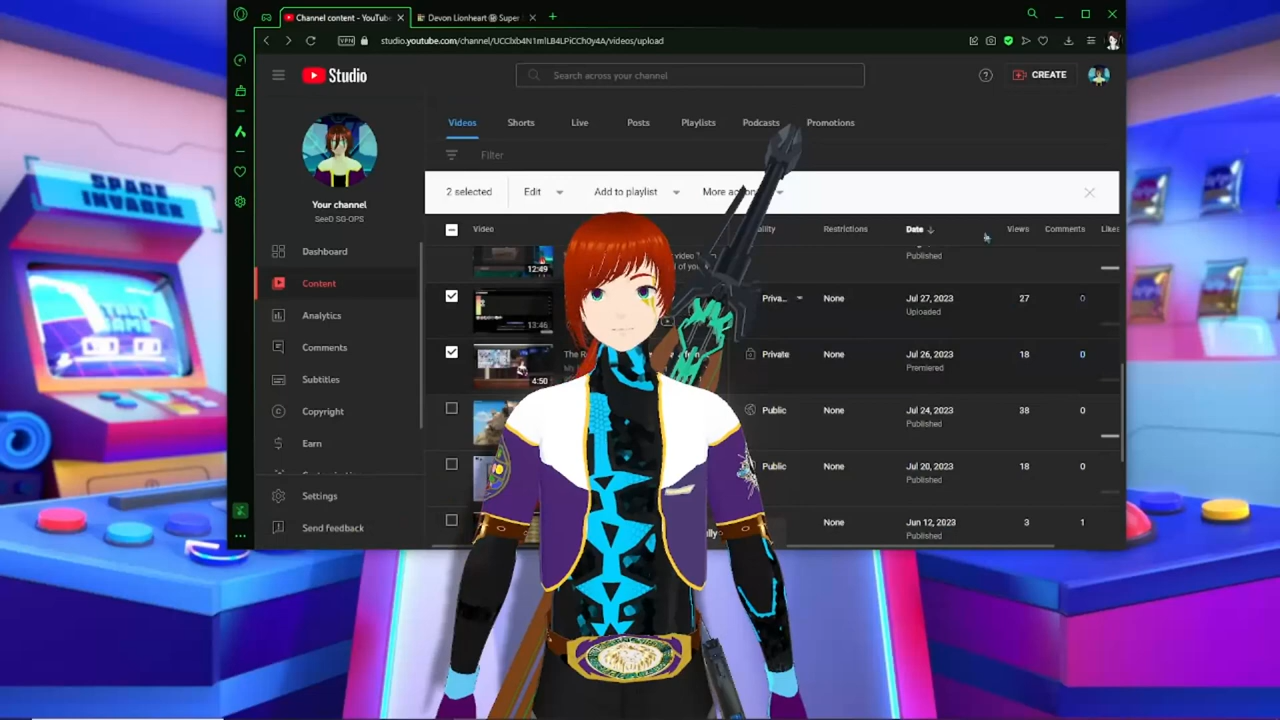 Channel content - YouTube
Devon Lionheart
Super
VPN
studio.youtube.com
/videos/upload
Studio
Search across your channel
CREATE
SPACE
INVADER
Your channel
SeeD SG-OPS
Dashboard
Content
Analytics
Comments
Subtitles
Copyright
Earn
Settings
Send feedback
Videos
Shorts
Live
Posts
Playlists
Podcasts
Promotions
Filter
2 selected
Edit
Add to playlist
More
Video
Restrictions
Date
Views
Comments
Likes
12:49
Published
13:46
Priva...
None
Jul 27, 2023
27
0
Uploaded
4:50
Private
None
Jul 26, 2023
18
0
Premiered
Public
None
Jul 24, 2023
38
0
Published
Public
None
Jul 20, 2023
18
0
Published
None
Jun 12, 2023
3
1
Published